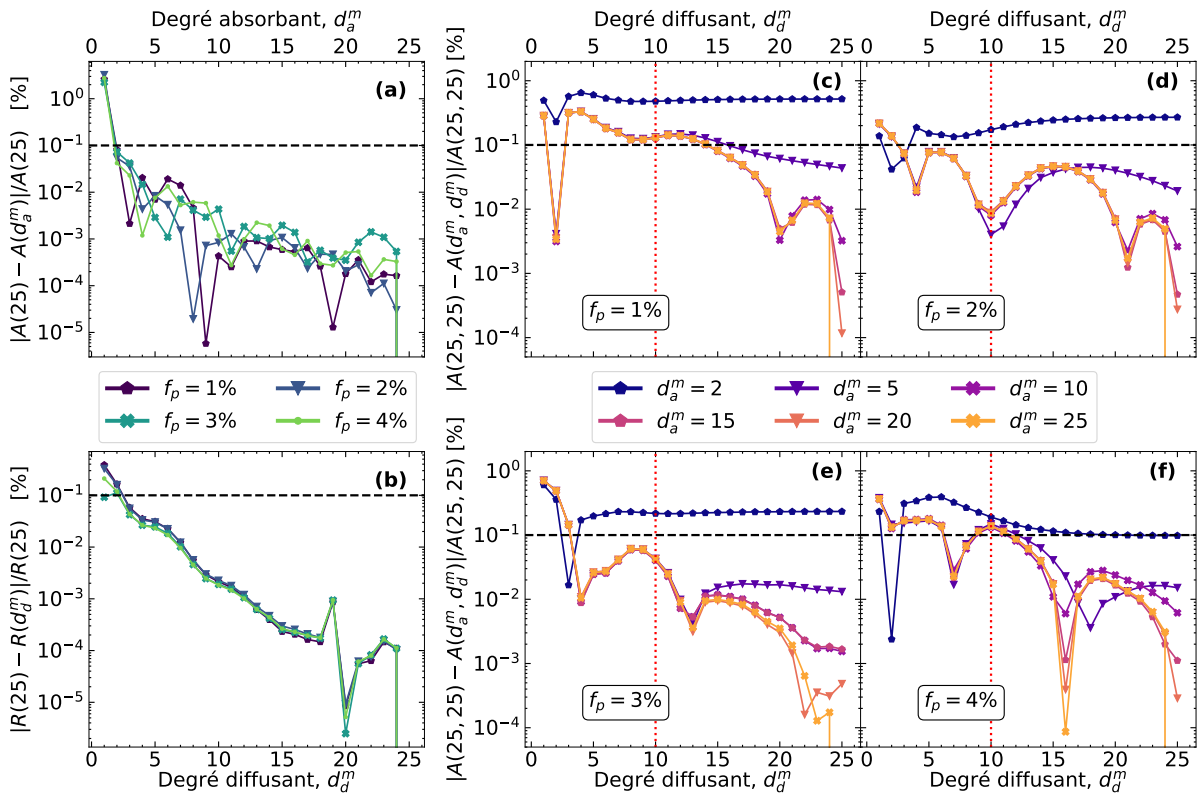 Degré absorbant, $d_a^m$
0 5 10 15 20 25
|A(25) − A($d_a^m$)|/A(25) [%]
10⁰
10⁻¹
10⁻²
10⁻³
10⁻⁴
10⁻⁵
(a)
Degré diffusant, $d_d^m$
0 5 10 15 20 25
Degré diffusant, $d_d^m$
0 5 10 15 20 25
|A(25, 25) − A($d_a^m$, $d_d^m$)|/A(25, 25) [%]
10⁰
10⁻¹
10⁻²
10⁻³
10⁻⁴
(c)
$f_p$ = 1%
(d)
$f_p$ = 2%
$f_p$ = 1% $f_p$ = 2%
$f_p$ = 3% $f_p$ = 4%
$d_a^m$ = 2 $d_a^m$ = 5 $d_a^m$ = 10
$d_a^m$ = 15 $d_a^m$ = 20 $d_a^m$ = 25
|R(25) − R($d_d^m$)|/R(25) [%]
10⁻¹
10⁻²
10⁻³
10⁻⁴
10⁻⁵
(b)
0 5 10 15 20 25
Degré diffusant, $d_d^m$
|A(25, 25) − A($d_a^m$, $d_d^m$)|/A(25, 25) [%]
10⁰
10⁻¹
10⁻²
10⁻³
10⁻⁴
(e)
$f_p$ = 3%
(f)
$f_p$ = 4%
0 5 10 15 20 25
Degré diffusant, $d_d^m$
0 5 10 15 20 25
Degré diffusant, $d_d^m$